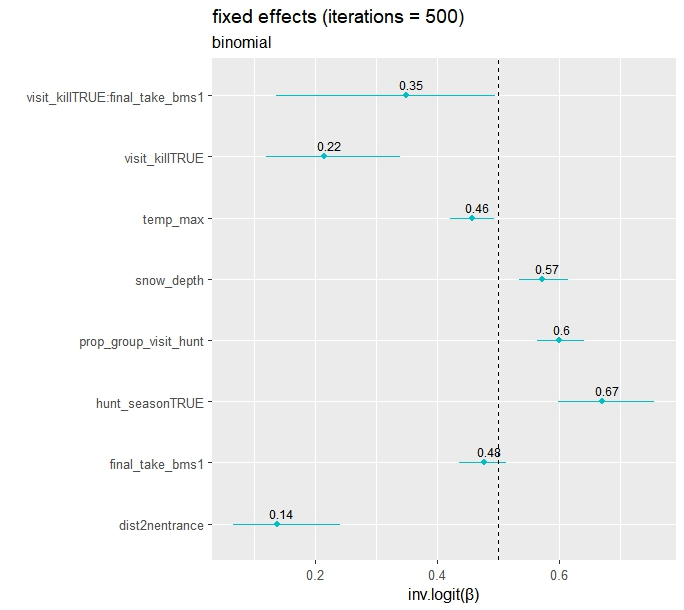 fixed effects (iterations = 500)
binomial
visit_killTRUE:final_take_bms1
0.35
visit_killTRUE
0.22
temp_max
0.46
snow_depth
0.57
prop_group_visit_hunt
0.6
hunt_seasonTRUE
0.67
final_take_bms1
0.48
dist2nentrance
0.14
0.2 0.4 0.6
inv.logit(β)